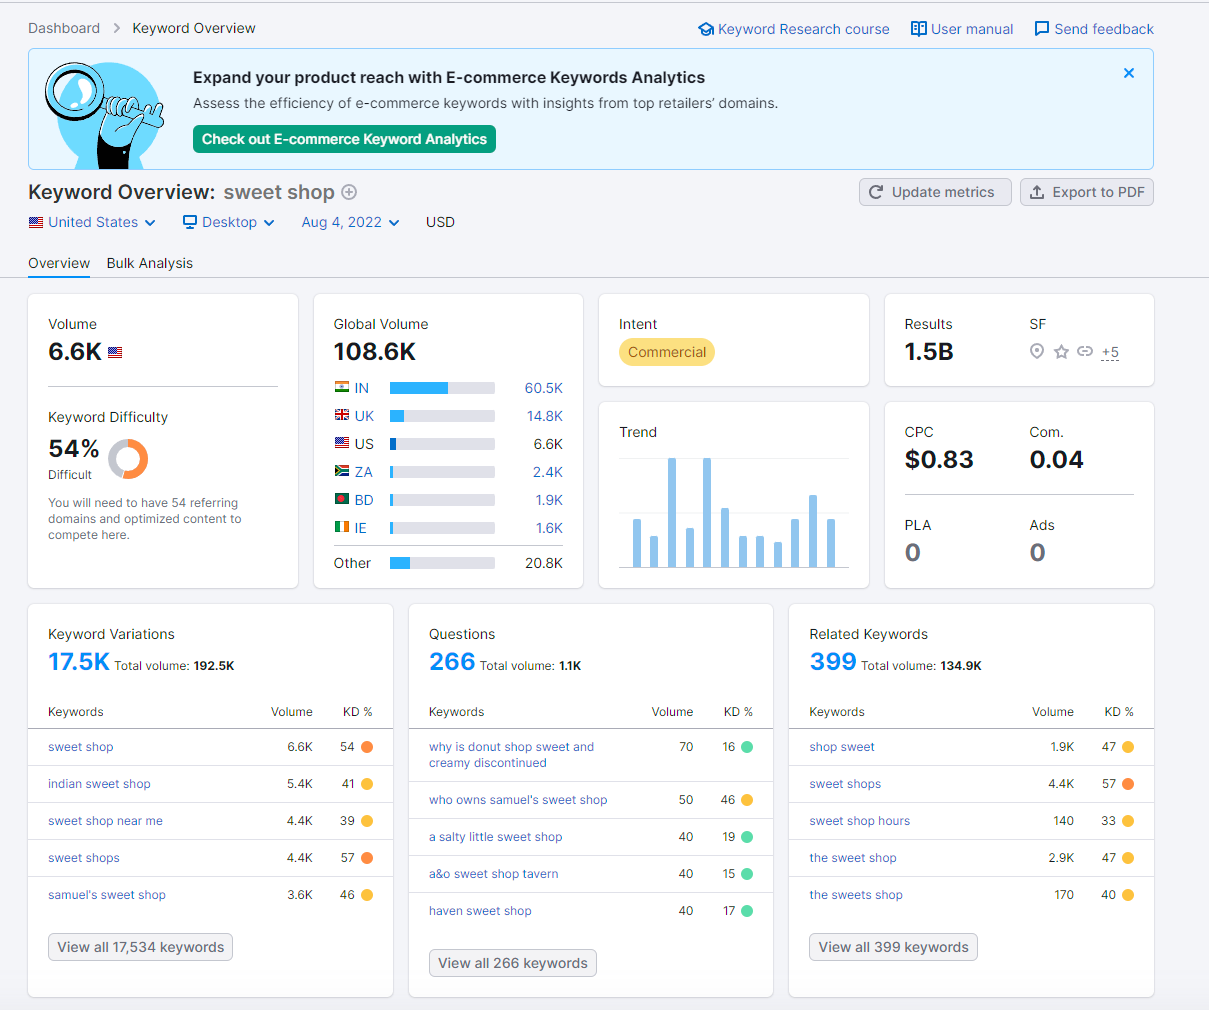 Dashboard > Keyword Overview
Keyword Research course
User manual
Send feedback
Expand your product reach with E-commerce Keywords Analytics
Assess the efficiency of e-commerce keywords with insights from top retailers’ domains.
Check out E-commerce Keyword Analytics
Keyword Overview: sweet shop
Update metrics
Export to PDF
United States
Desktop
Aug 4, 2022
USD
Overview
Bulk Analysis
Volume
6.6K
Keyword Difficulty
54%
Difficult
You will need to have 54 referring
domains and optimized content to
compete here.
Global Volume
108.6K
IN 60.5K
UK 14.8K
US 6.6K
ZA 2.4K
BD 1.9K
IE 1.6K
Other 20.8K
Intent
Commercial
Trend
Results
1.5B
SF
+5
CPC
$0.83
Com.
0.04
PLA
0
Ads
0
Keyword Variations
17.5K Total volume: 192.5K
Keywords Volume KD %
sweet shop 6.6K 54
indian sweet shop 5.4K 41
sweet shop near me 4.4K 39
sweet shops 4.4K 57
samuel's sweet shop 3.6K 46
View all 17,534 keywords
Questions
266 Total volume: 1.1K
Keywords Volume KD %
why is donut shop sweet and 70 16
creamy discontinued
who owns samuel's sweet shop 50 46
a salty little sweet shop 40 19
a&o sweet shop tavern 40 15
haven sweet shop 40 17
View all 266 keywords
Related Keywords
399 Total volume: 134.9K
Keywords Volume KD %
shop sweet 1.9K 47
sweet shops 4.4K 57
sweet shop hours 140 33
the sweet shop 2.9K 47
the sweets shop 170 40
View all 399 keywords